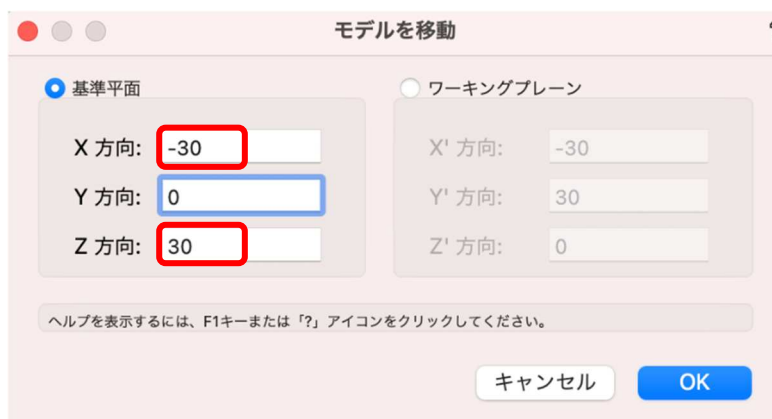 モデルを移動
基準平面
X 方向: -30
Y 方向: 0
Z 方向: 30
ワーキングプレーン
X' 方向: -30
Y' 方向: 30
Z' 方向: 0
ヘルプを表示するには、F1キーまたは「?」アイコンをクリックしてください。
キャンセル OK